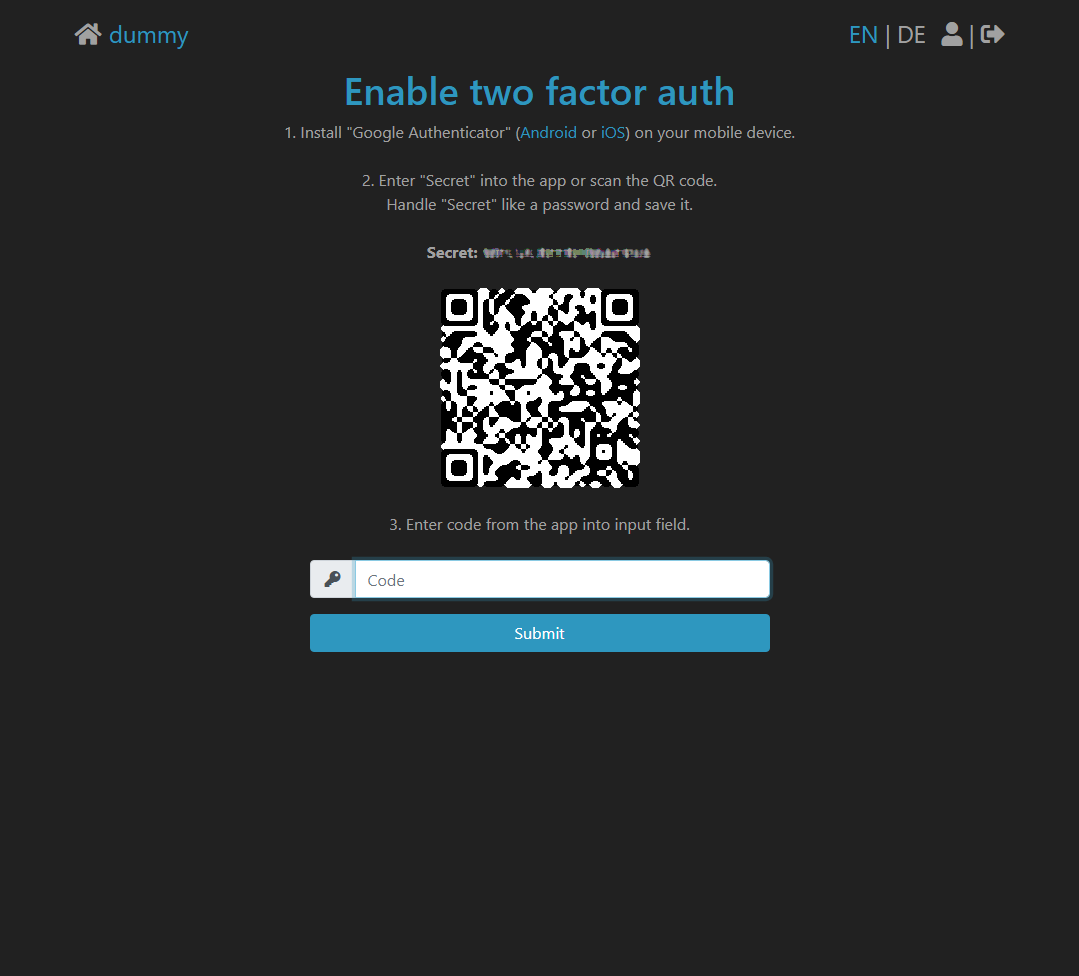 dummy
EN | DE |
Enable two factor auth
1. Install "Google Authenticator" (Android or iOS) on your mobile device.
2. Enter "Secret" into the app or scan the QR code.
Handle "Secret" like a password and save it.
Secret:
3. Enter code from the app into input field.
Code
Submit